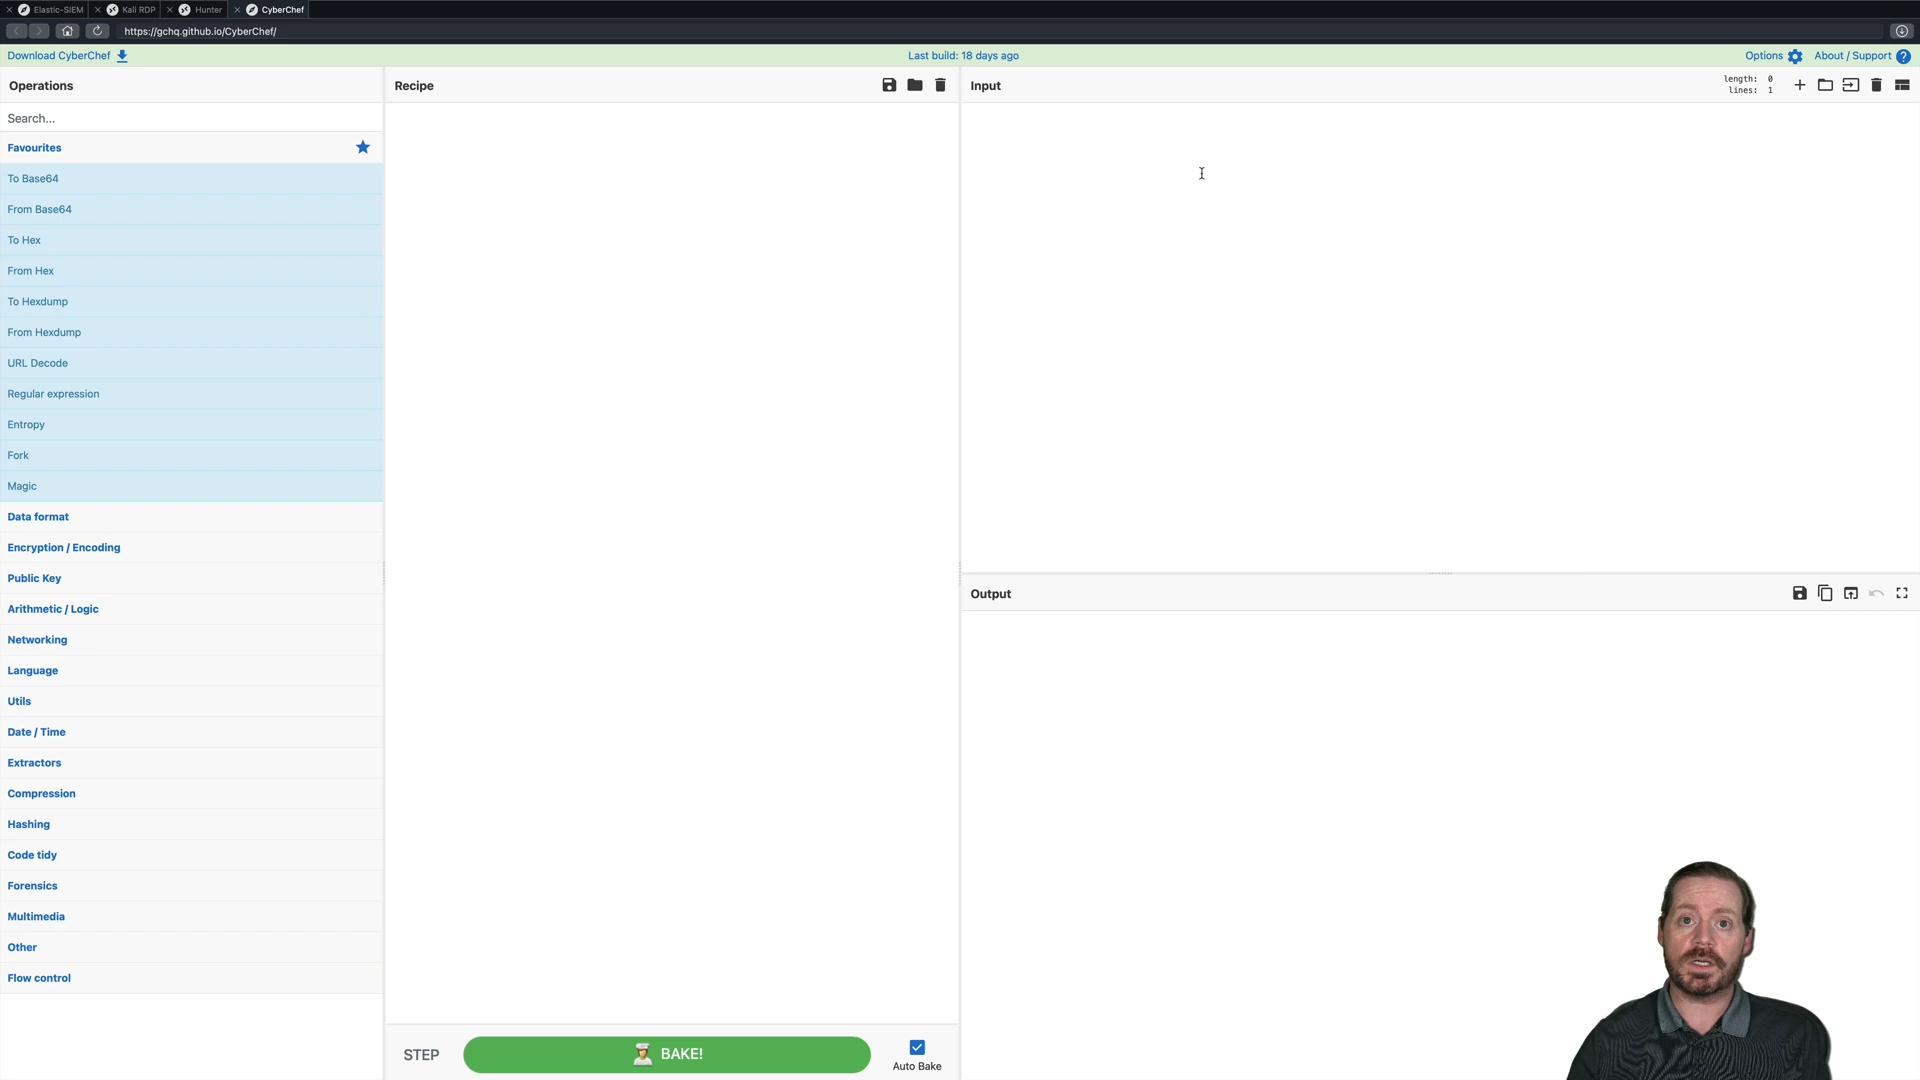 Elastic-SIEM
Kali RDP
Hunter
CyberChef
https://gchq.github.io/CyberChef/
Download CyberChef
Last build: 18 days ago
Options
About / Support
Operations
Recipe
Input
length: 0
lines: 1
Search...
Favourites
To Base64
From Base64
To Hex
From Hex
To Hexdump
From Hexdump
URL Decode
Regular expression
Entropy
Fork
Magic
Data format
Encryption / Encoding
Public Key
Arithmetic / Logic
Networking
Language
Utils
Date / Time
Extractors
Compression
Hashing
Code tidy
Forensics
Multimedia
Other
Flow control
Output
STEP
BAKE!
Auto Bake